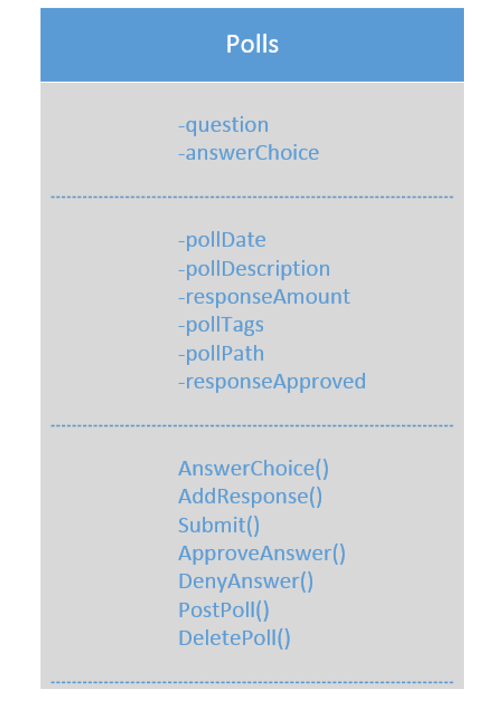 Polls
-question
-answerChoice
-pollDate
-pollDescription
-responseAmount
-pollTags
-pollPath
-responseApproved
AnswerChoice()
AddResponse()
Submit()
ApproveAnswer()
DenyAnswer()
PostPoll()
DeletePoll()